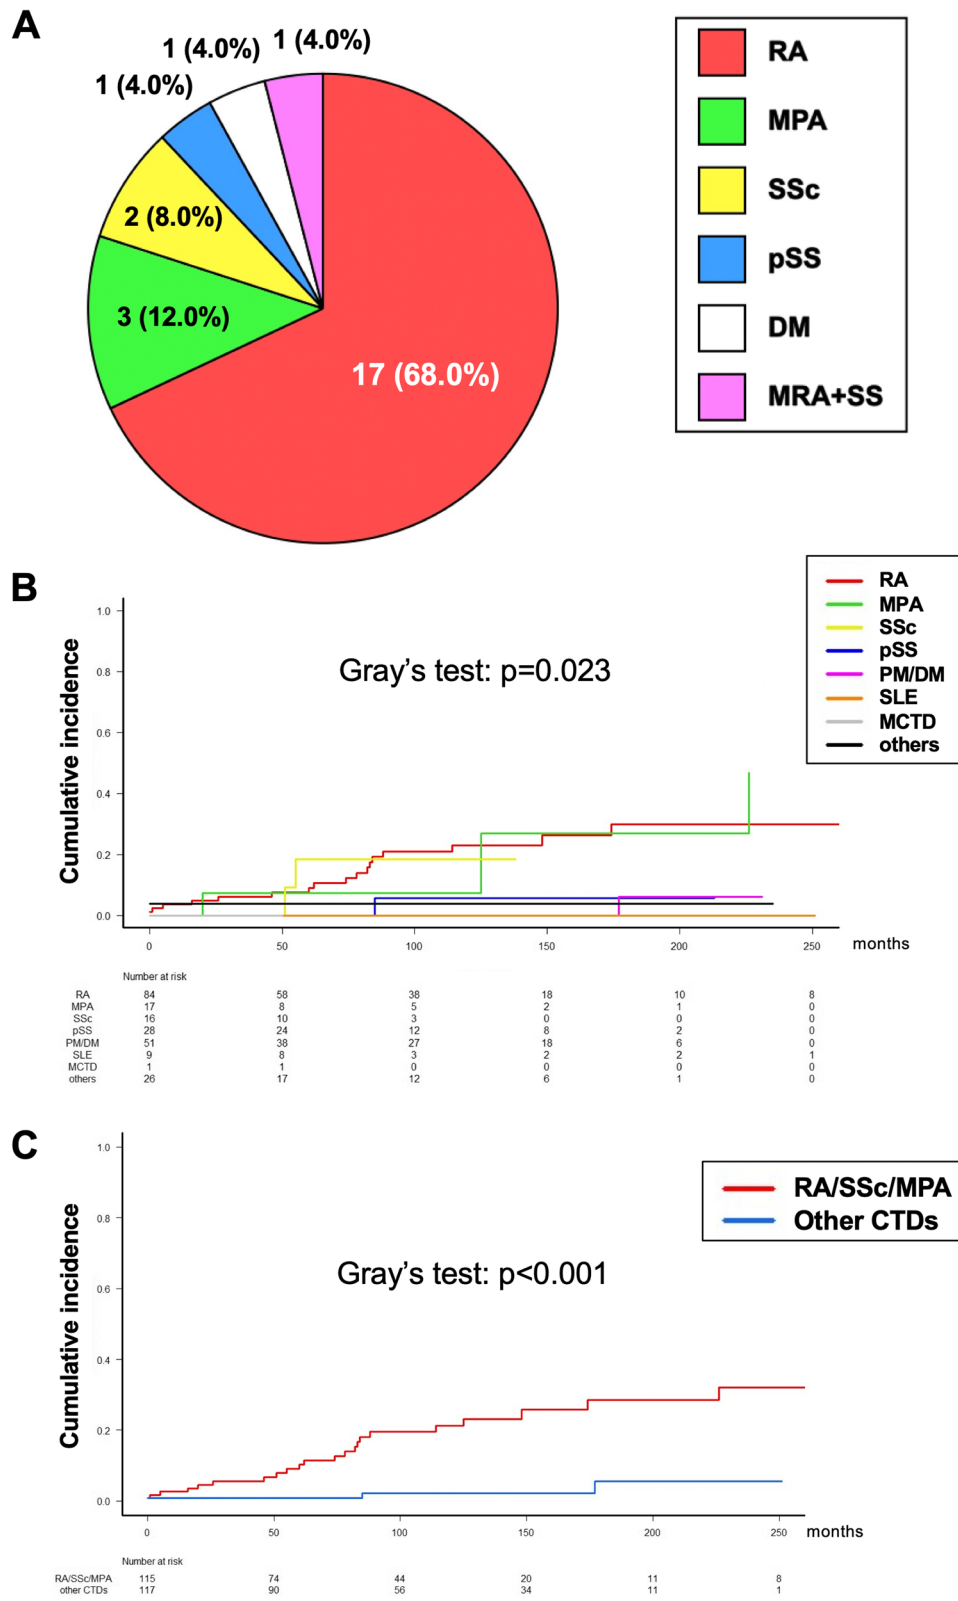 A
1 (4.0%)
1 (4.0%)
1 (4.0%)
2 (8.0%)
3 (12.0%)
17 (68.0%)
RA
MPA
SSc
pSS
DM
MRA+SS
B
RA
MPA
SSc
pSS
PM/DM
SLE
MCTD
others
Gray's test: p=0.023
Cumulative incidence
1.0
0.8
0.6
0.4
0.2
0.0
0 50 100 150 200 250 months
Number at risk
RA 84 58 38 18 10 8
MPA 17 8 5 2 1 0
SSc 16 10 3 0 0 0
pSS 28 24 12 8 2 0
PM/DM 51 38 27 18 6 0
SLE 9 8 3 2 2 1
MCTD 1 1 0 0 0 0
others 26 17 12 6 1 0
C
RA/SSc/MPA
Other CTDs
Gray's test: p<0.001
Cumulative incidence
1.0
0.8
0.6
0.4
0.2
0.0
0 50 100 150 200 250 months
Number at risk
RA/SSc/MPA 115 74 44 20 11 8
other CTDs 117 90 56 34 11 1